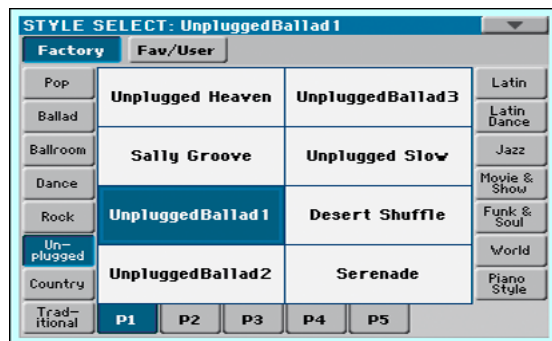 STYLE SELECT: UnpluggedBallad1
Factory Fav/User
Pop
Ballad
Ballroom
Dance
Rock
Un-
plugged
Country
Trad-
itional
Unplugged Heaven
UnpluggedBallad3
Sally Groove
Unplugged Slow
UnpluggedBallad1
Desert Shuffle
UnpluggedBallad2
Serenade
Latin
Latin
Dance
Jazz
Movie &
Show
Funk &
Soul
World
Piano
Style
P1 P2 P3 P4 P5